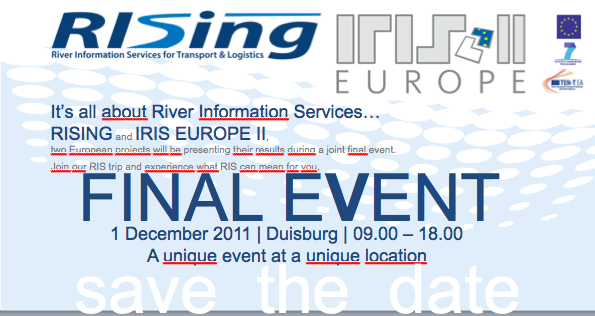 RISing
River Information Services for Transport & Logistics
IRIS II
EUROPE
7
TEN-T EA
It's all about River Information Services…
RISING and IRIS EUROPE II,
two European projects will be presenting their results during a joint final event.
Join our RIS trip and experience what RIS can mean for you.
FINAL EVENT
1 December 2011 | Duisburg | 09.00 – 18.00
A unique event at a unique location
save the date